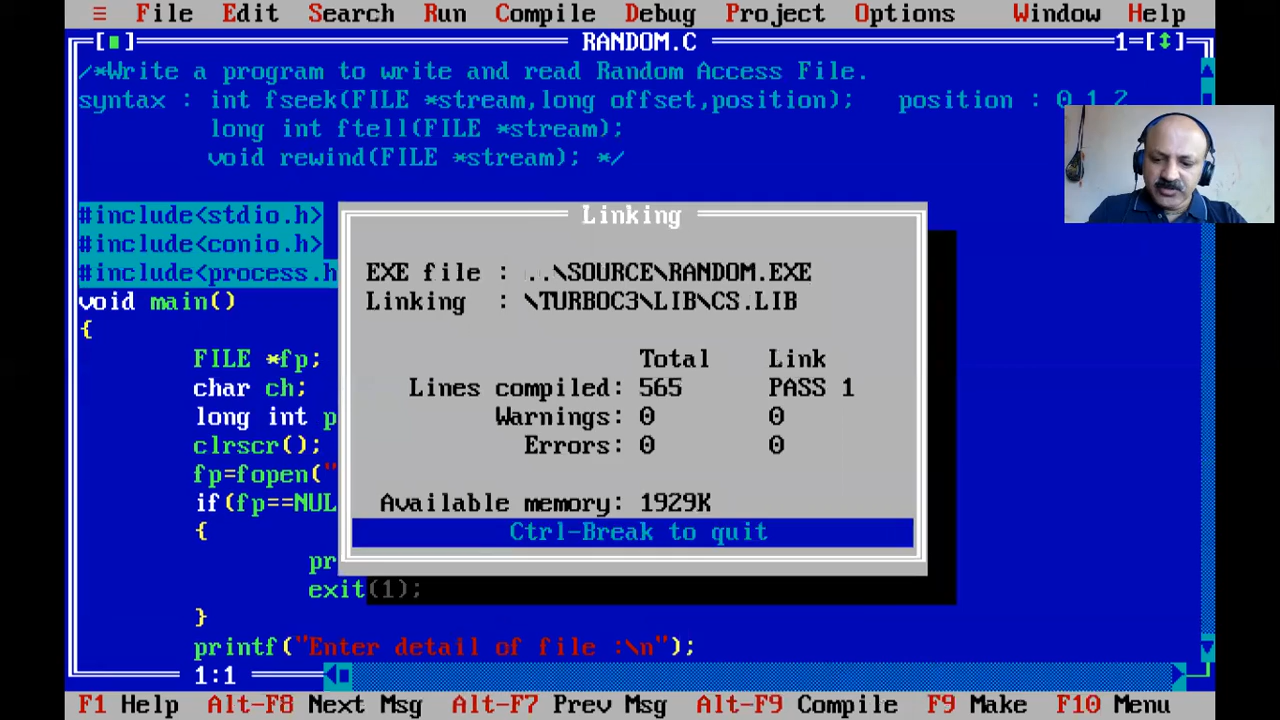 ≡ File Edit Search Run Compile Debug Project Options Window Help
[■] RANDOM.C 1=[↕]
/*Write a program to write and read Random Access File.
syntax : int fseek(FILE *stream,long offset,position); position : 0 1 2
long int ftell(FILE *stream);
void rewind(FILE *stream); */
#include<stdio.h>
#include<conio.h>
#include<process.h
void main()
{
FILE *fp;
char ch;
long int p
clrscr();
fp=fopen("
if(fp==NUL
{
pr
exit(1);
}
printf("Enter detail of file :\n");
1:1
Linking
EXE file : ..\SOURCE\RANDOM.EXE
Linking : \TURBOC3\LIB\CS.LIB
Total Link
Lines compiled: 565 PASS 1
Warnings: 0 0
Errors: 0 0
Available memory: 1929K
Ctrl-Break to quit
F1 Help Alt-F8 Next Msg Alt-F7 Prev Msg Alt-F9 Compile F9 Make F10 Menu